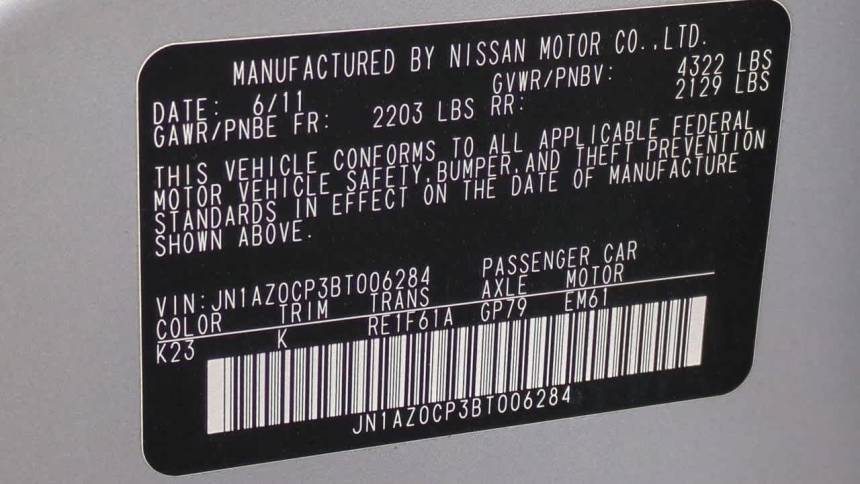 MANUFACTURED BY NISSAN MOTOR CO.,LTD.
DATE: 6/11 GVWR/PNBV: 4322 LBS
GAWR/PNBE FR: 2203 LBS RR: 2129 LBS
THIS VEHICLE CONFORMS TO ALL APPLICABLE FEDERAL
MOTOR VEHICLE SAFETY,BUMPER,AND THEFT PREVENTION
STANDARDS IN EFFECT ON THE DATE OF MANUFACTURE
SHOWN ABOVE.
VIN:JN1AZ0CP3BT006284 PASSENGER CAR
COLOR TRIM TRANS AXLE MOTOR
K23 K RE1F61A GP79 EM61
JN1AZ0CP3BT006284